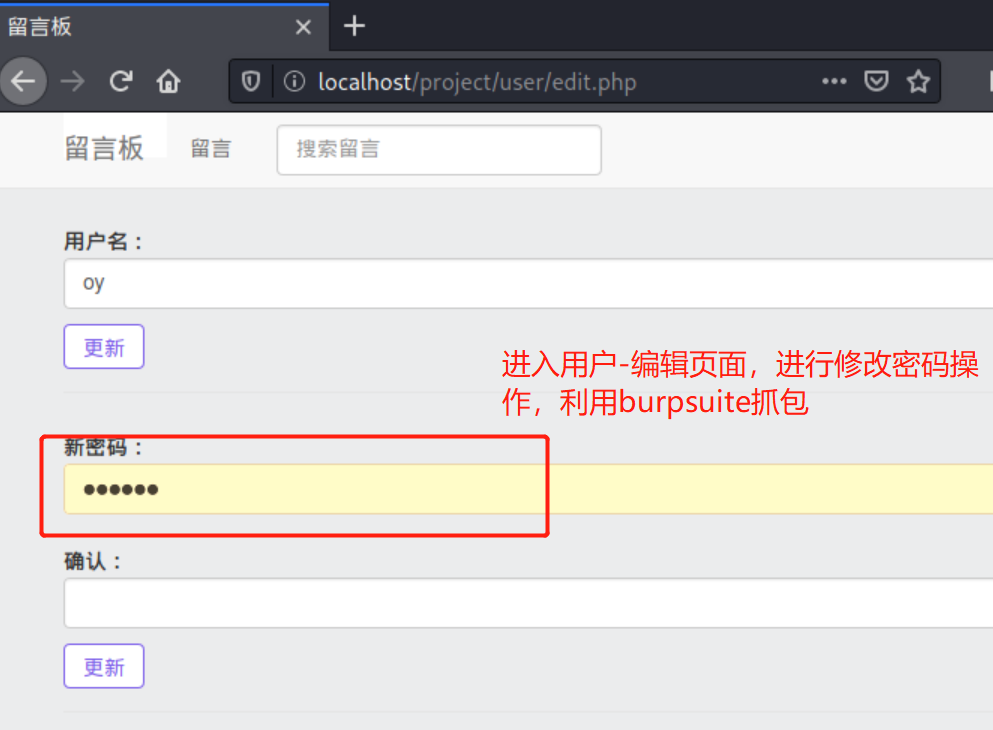 留言板
localhost/project/user/edit.php
留言板 留言 搜索留言
用户名：
oy
更新
进入用户-编辑页面，进行修改密码操
作，利用burpsuite抓包
新密码：
••••••
确认：
更新